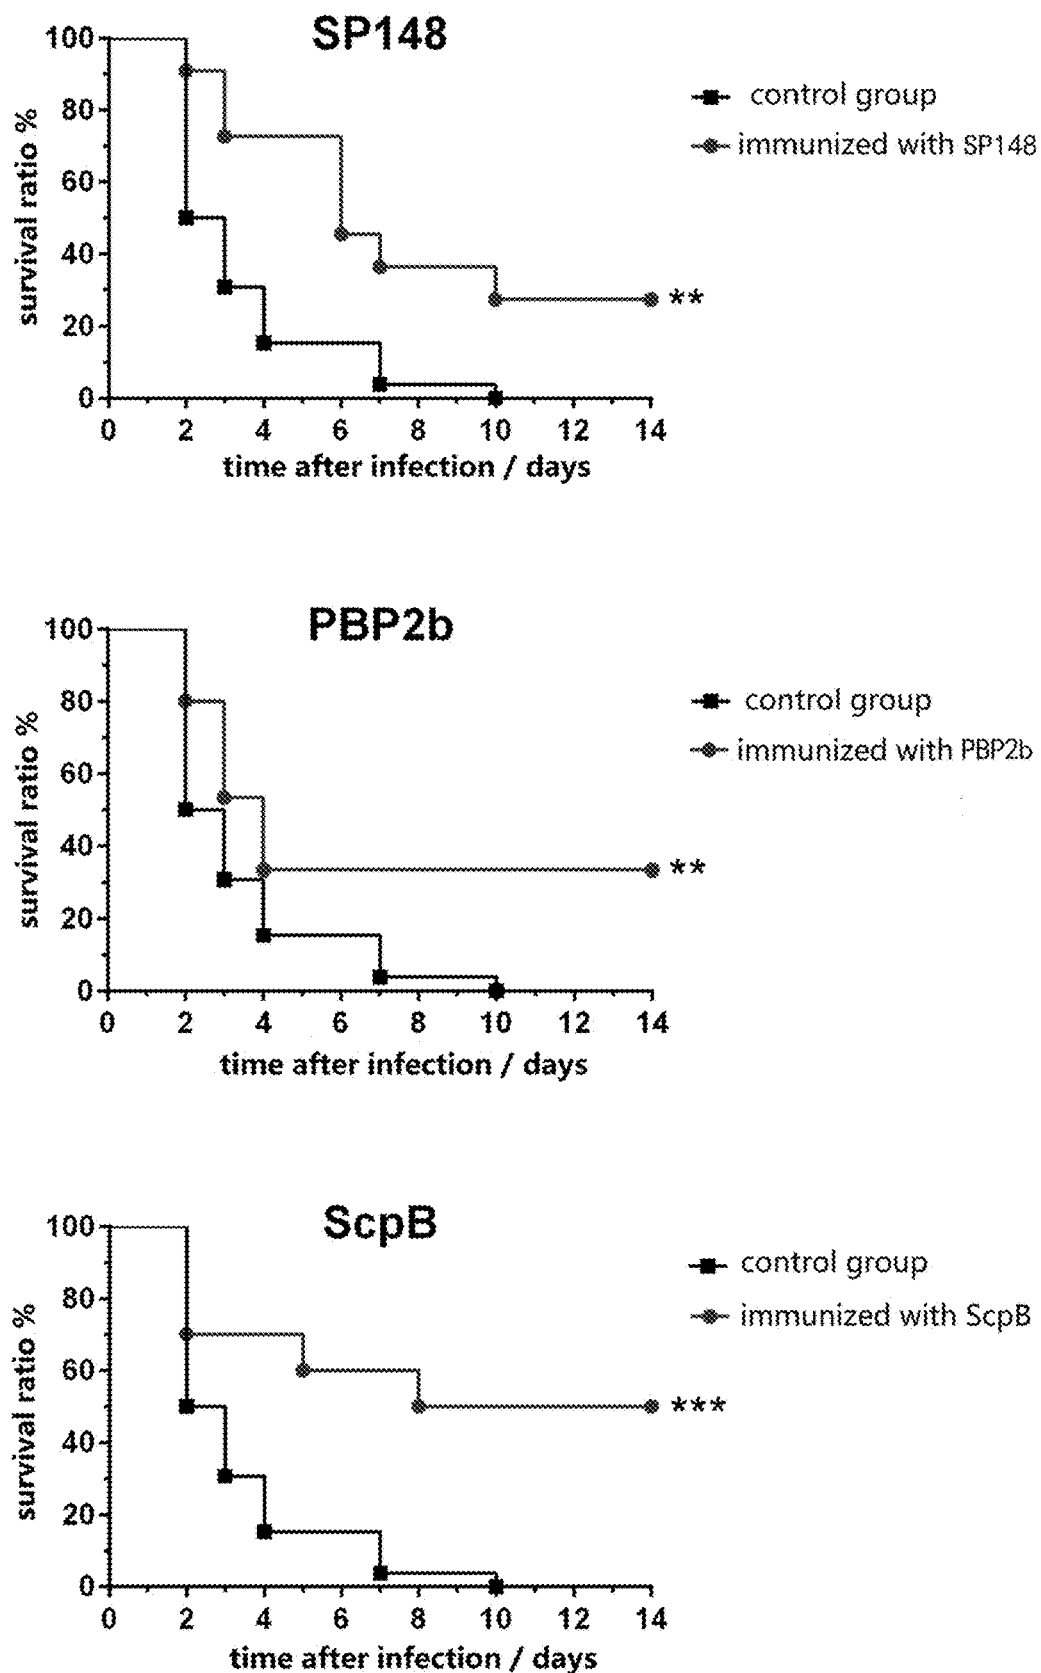 SP148
survival ratio %
100
80
60
40
20
0
0 2 4 6 8 10 12 14
time after infection / days
control group
immunized with SP148
**
PBP2b
survival ratio %
100
80
60
40
20
0
0 2 4 6 8 10 12 14
time after infection / days
control group
immunized with PBP2b
**
ScpB
survival ratio %
100
80
60
40
20
0
0 2 4 6 8 10 12 14
time after infection / days
control group
immunized with ScpB
***